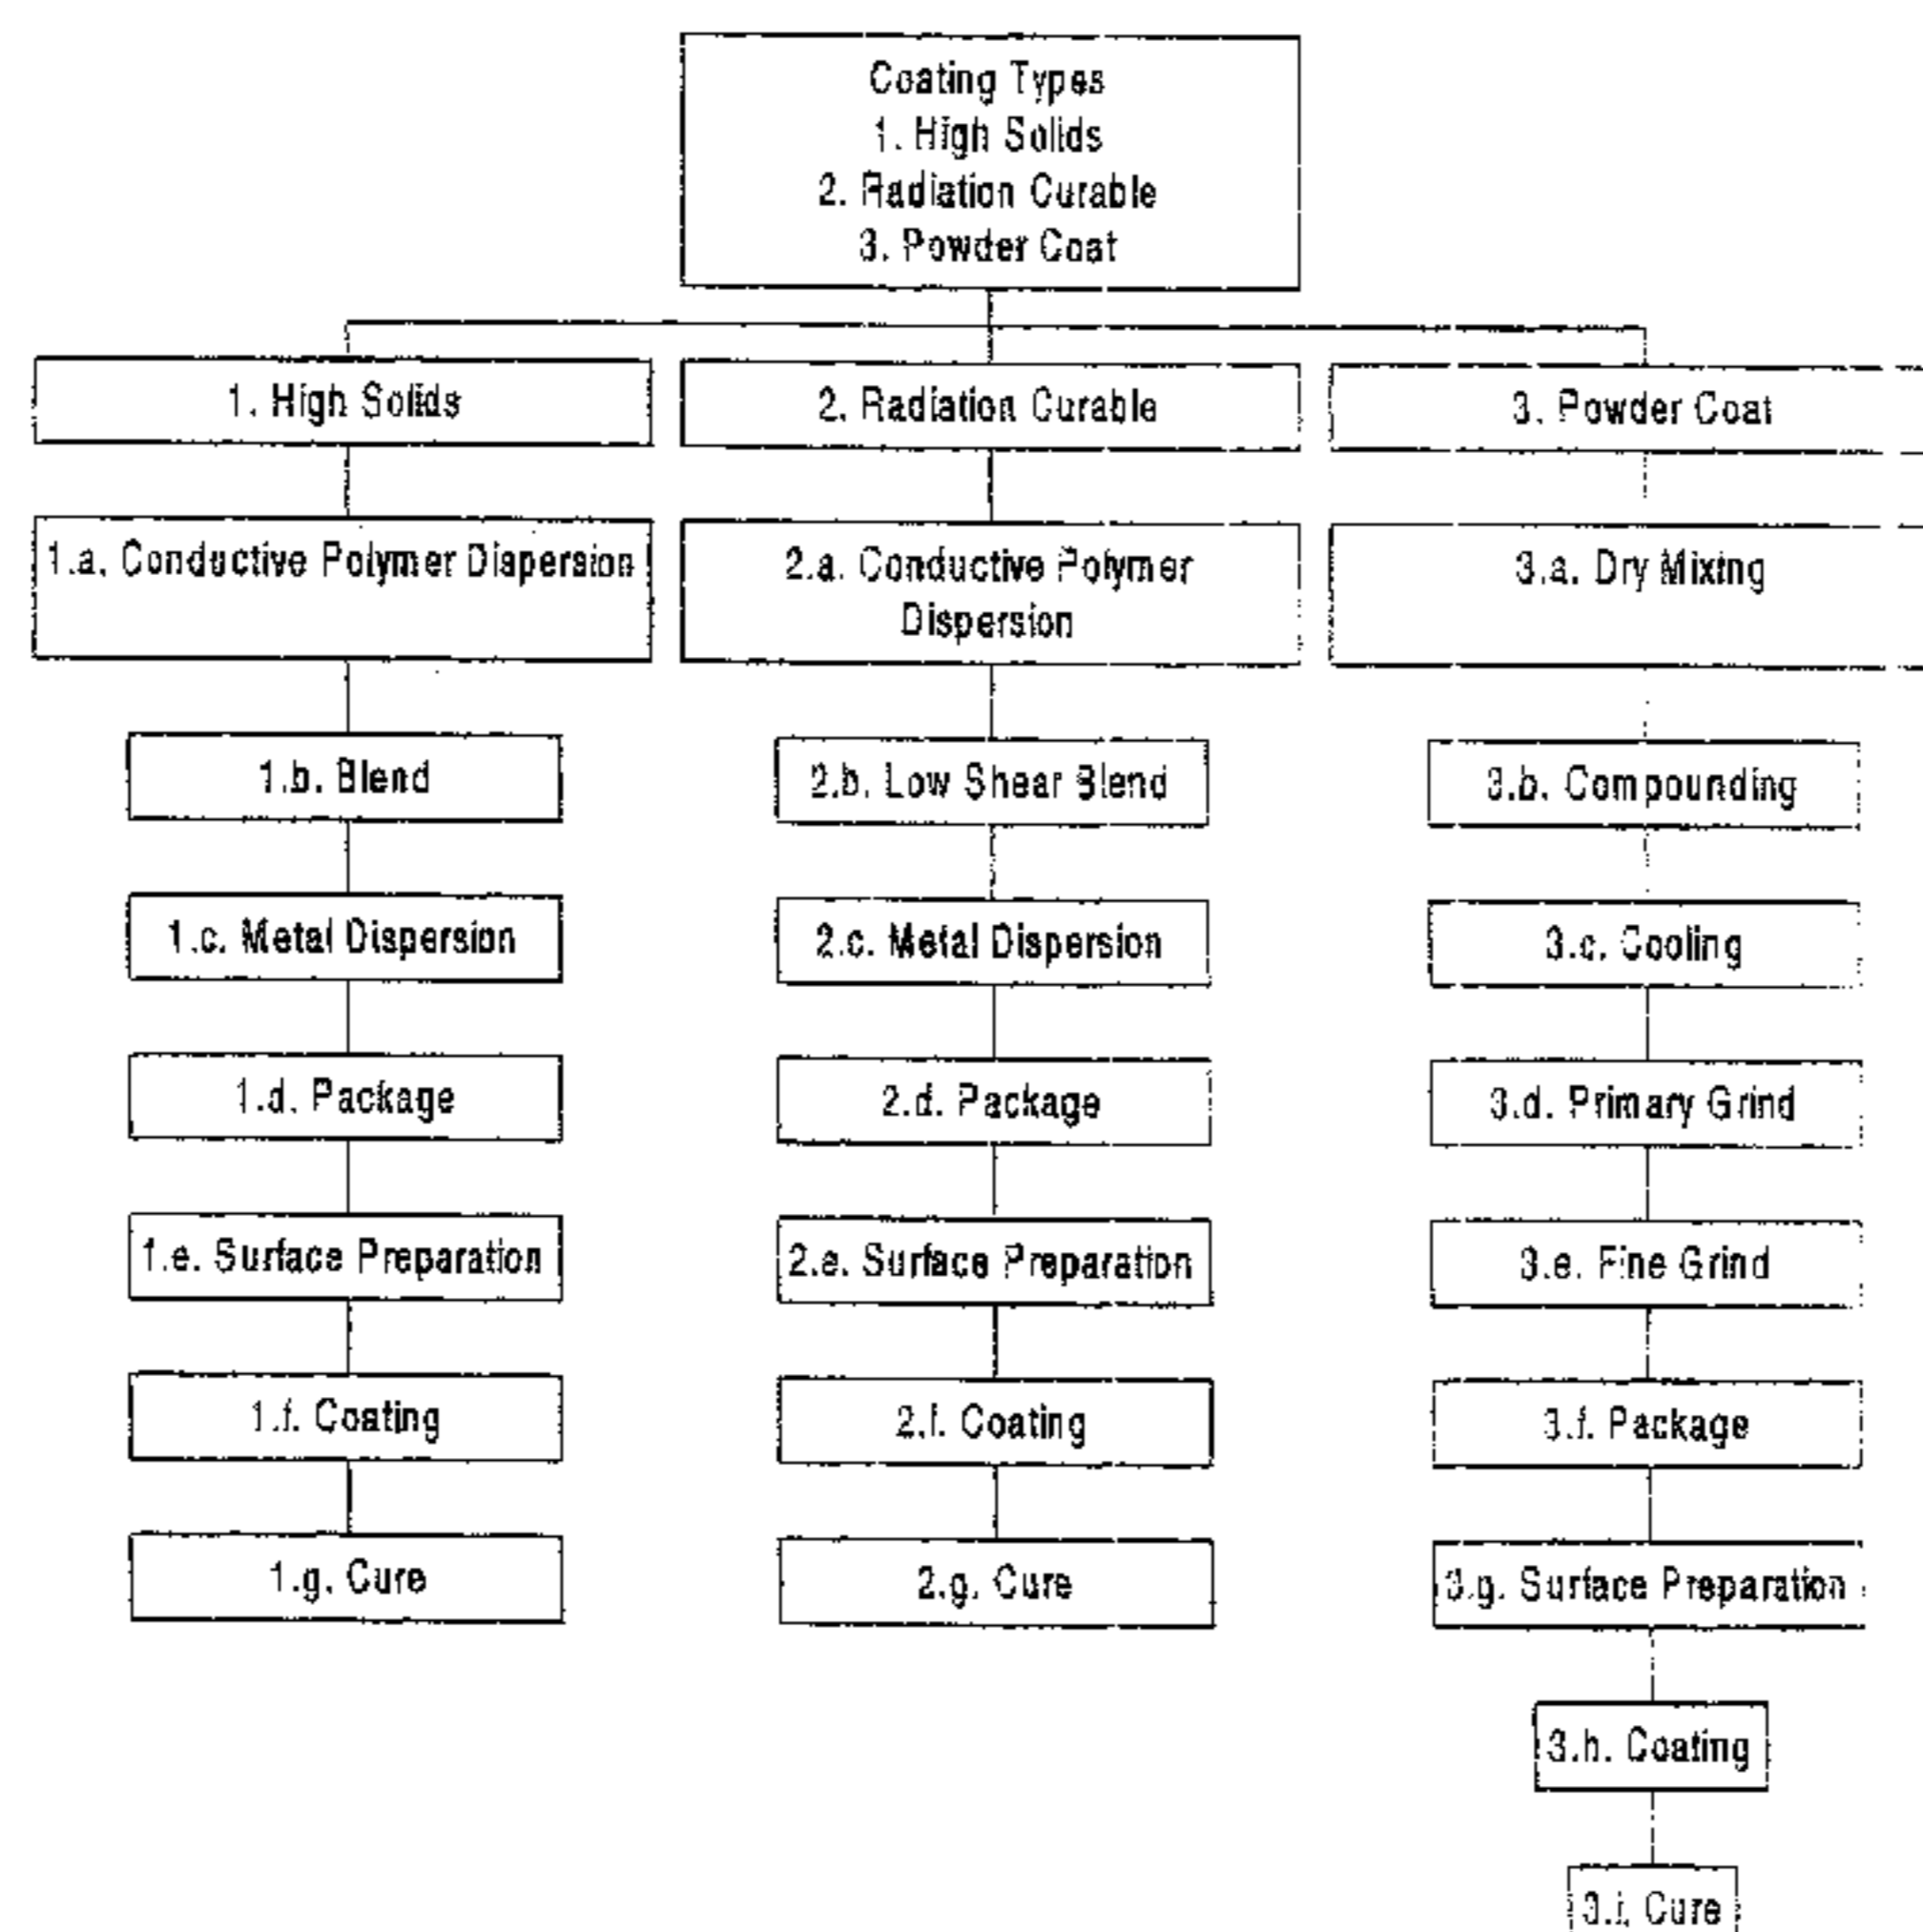 Coating Types
1. High Solids
2. Radiation Curable
3. Powder Coat
1. High Solids
2. Radiation Curable
3. Powder Coat
1.a. Conductive Polymer Dispersion
2.a. Conductive Polymer
Dispersion
3.a. Dry Mixing
1.b. Blend
2.b. Low Shear Blend
3.b. Compounding
1.c. Metal Dispersion
2.c. Metal Dispersion
3.c. Cooling
1.d. Package
2.d. Package
3.d. Primary Grind
1.e. Surface Preparation
2.e. Surface Preparation
3.e. Fine Grind
1.f. Coating
2.f. Coating
3.f. Package
1.g. Cure
2.g. Cure
3.g. Surface Preparation
3.h. Coating
3.i. Cure